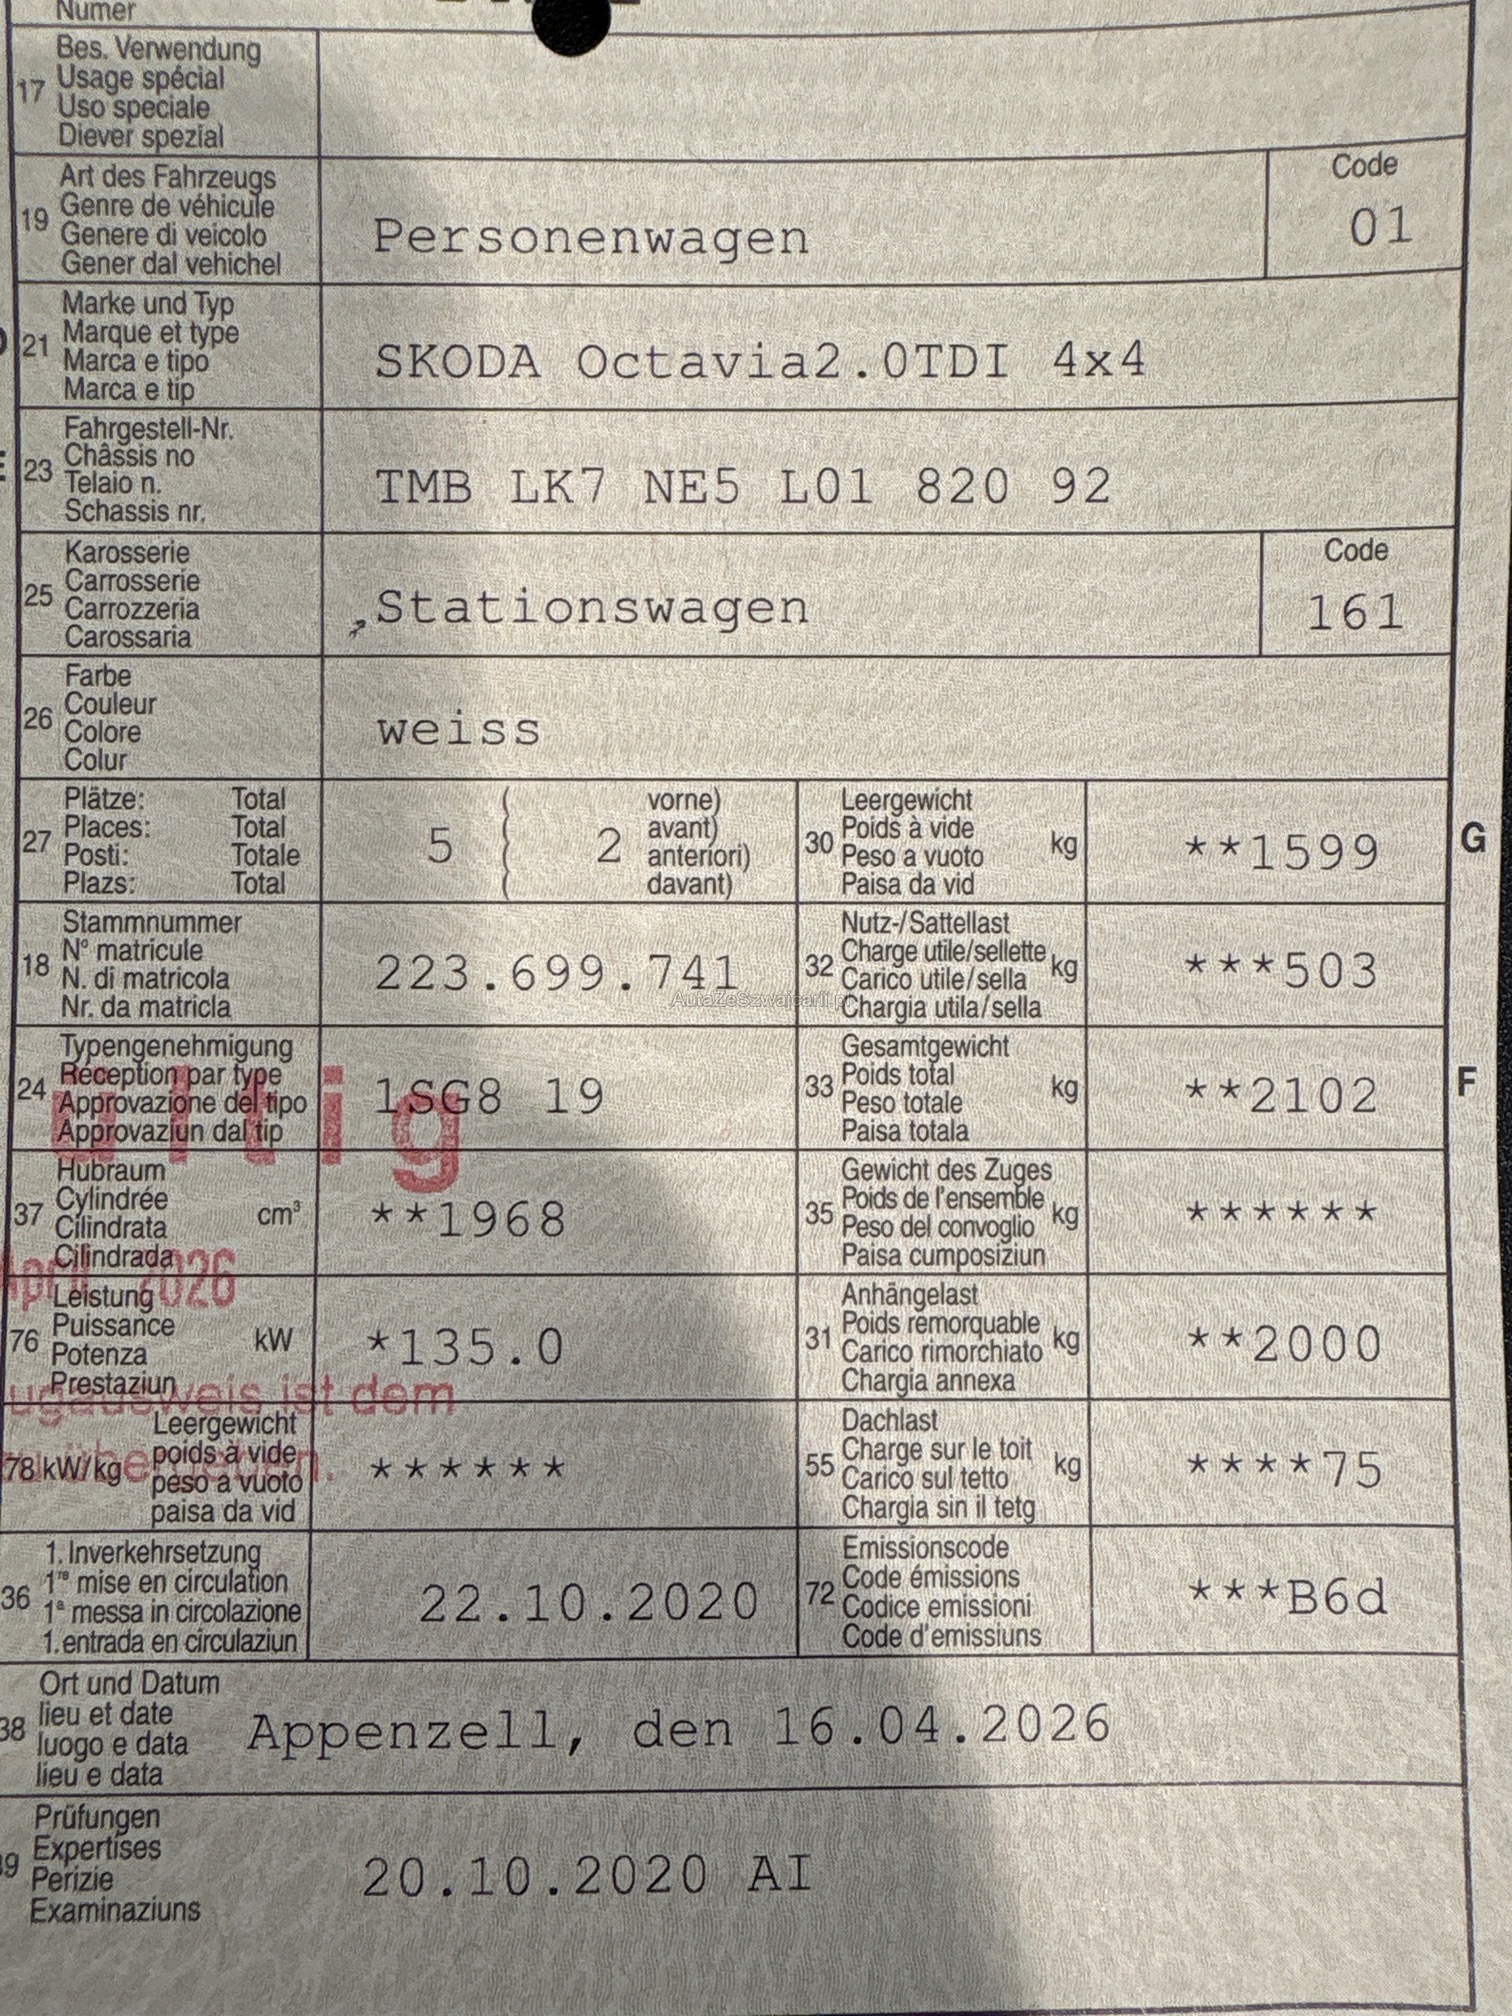 Numer
17
Bes. Verwendung
Usage spécial
Uso speciale
Diever spezial
19
Art des Fahrzeugs
Genre de véhicule
Genere di veicolo
Gener dal vehichel
Personenwagen
Code
01
21
Marke und Typ
Marque et type
Marca e tipo
Marca e tip
SKODA Octavia2.0TDI 4x4
23
Fahrgestell-Nr.
Châssis no
Telaio n.
Schassis nr.
TMB LK7 NE5 L01 820 92
25
Karosserie
Carrosserie
Carrozzeria
Carossaria
Stationswagen
Code
161
26
Farbe
Couleur
Colore
Colur
weiss
27
Plätze: Total
Places: Total
Posti: Totale
Plazs: Total
5 ( 2 vorne)
( avant)
( anteriori)
( davant)
30
Leergewicht
Poids à vide
Peso a vuoto
Paisa da vid
kg
**1599
G
18
Stammnummer
N° matricule
N. di matricola
Nr. da matricla
223.699.741
AutaZeSzwajcarii.pl
32
Nutz-/Sattellast
Charge utile/sellette
Carico utile/sella
Chargia utila/sella
kg
***503
24
Typengenehmigung
Réception par type
Approvazione del tipo
Approvaziun dal tip
1SG8 19
ültig
33
Gesamtgewicht
Poids total
Peso totale
Paisa totala
kg
**2102
F
37
Hubraum
Cylindrée
Cilindrata
Cilindrada
cm³
**1968
April 2026
35
Gewicht des Zuges
Poids de l'ensemble
Peso del convoglio
Paisa cumposiziun
kg
******
76
Leistung
Puissance
Potenza
Prestaziun
kW
*135.0
ugausweis ist dem
31
Anhängelast
Poids remorquable
Carico rimorchiato
Chargia annexa
kg
**2000
78 kW/kg
Leergewicht
poids à vide
peso a vuoto
paisa da vid
******
55
Dachlast
Charge sur le toit
Carico sul tetto
Chargia sin il tetg
kg
****75
36
1. Inverkehrsetzung
1re mise en circulation
1a messa in circolazione
1. entrada en circulaziun
22.10.2020
72
Emissionscode
Code émissions
Codice emissioni
Code d'emissiuns
***B6d
38
Ort und Datum
lieu et date
luogo e data
lieu e data
Appenzell, den 16.04.2026
Prüfungen
Expertises
Perizie
Examinaziuns
20.10.2020 AI